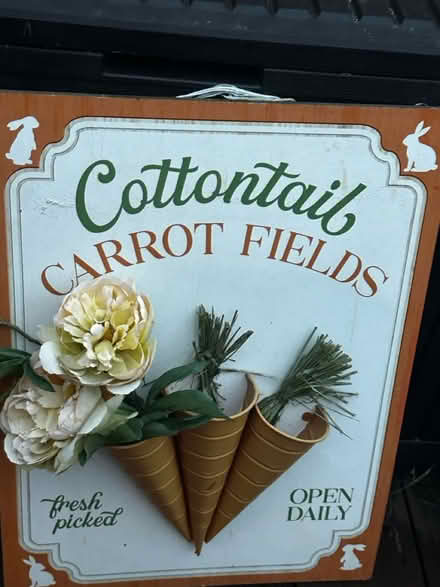 Cottontail
CARROT FIELDS
fresh
picked
OPEN
DAILY